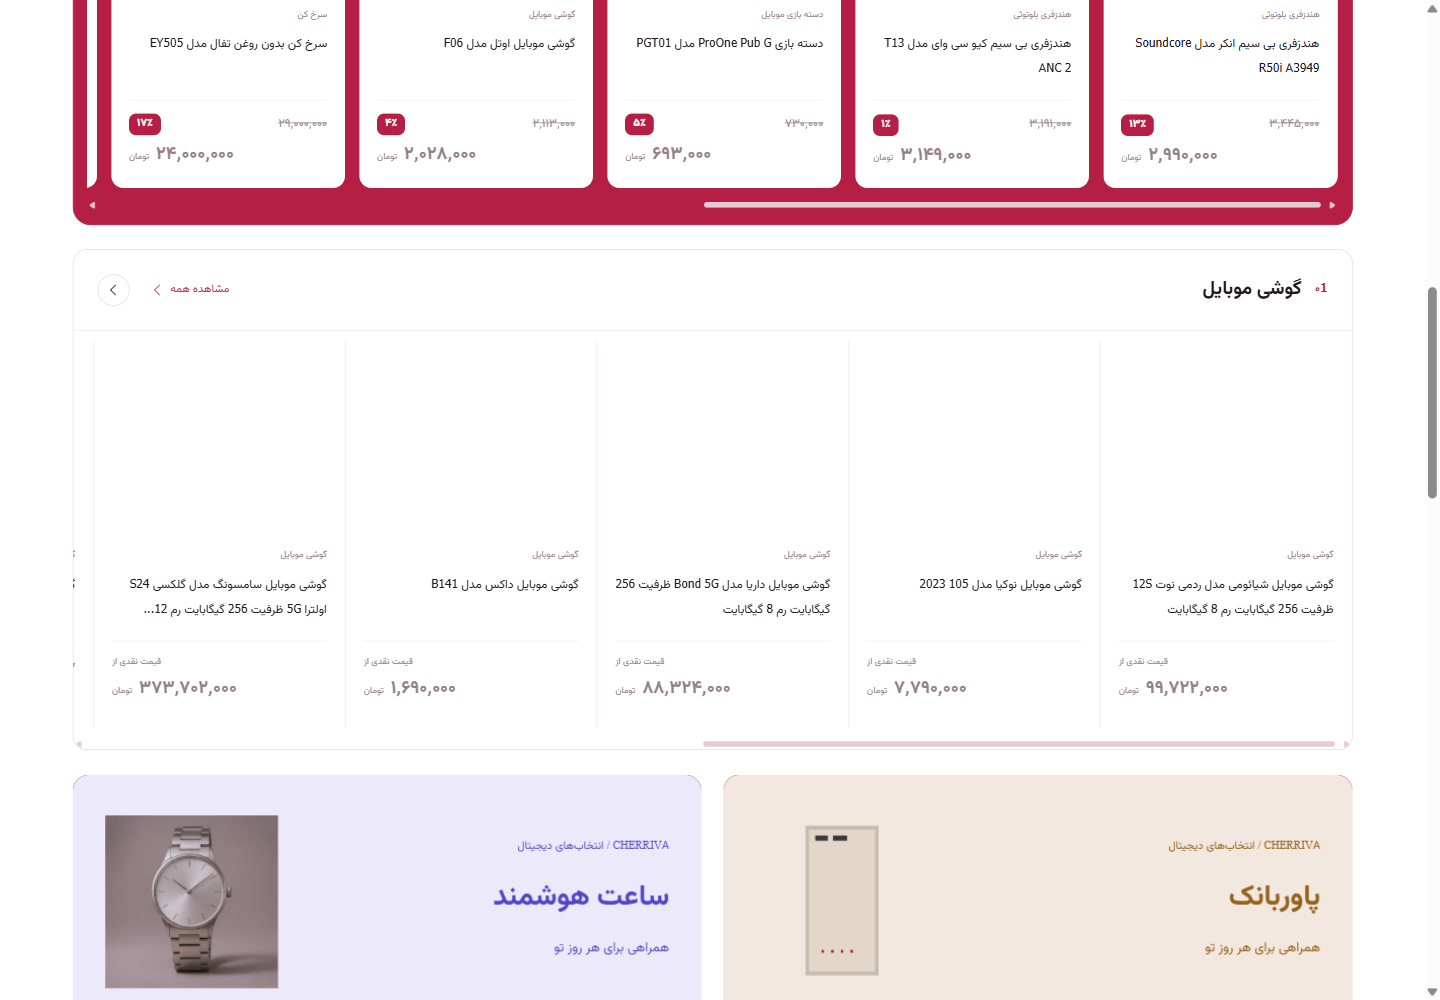 هندزفری بلوتوثی
هندزفری بی سیم انکر مدل Soundcore
R50i A3949
۳,۴۴۵,۰۰۰
۱۳٪
۲,۹۹۰,۰۰۰ تومان
هندزفری بلوتوثی
هندزفری بی سیم کیو سی وای مدل T13
ANC 2
۳,۱۹۱,۰۰۰
۱٪
۳,۱۴۹,۰۰۰ تومان
دسته بازی موبایل
دسته بازی ProOne Pub G مدل PGT01
۷۳۰,۰۰۰
۵٪
۶۹۳,۰۰۰ تومان
گوشی موبایل
گوشی موبایل اوتل مدل F06
۲,۱۱۳,۰۰۰
۴٪
۲,۰۲۸,۰۰۰ تومان
سرخ کن
سرخ کن بدون روغن تفال مدل EY505
۲۹,۰۰۰,۰۰۰
۱۷٪
۲۴,۰۰۰,۰۰۰ تومان
۰1 گوشی موبایل
مشاهده همه
گوشی موبایل
گوشی موبایل شیائومی مدل ردمی نوت 12S
ظرفیت 256 گیگابایت رم 8 گیگابایت
قیمت نقدی از
۹۹,۷۲۲,۰۰۰ تومان
گوشی موبایل
گوشی موبایل نوکیا مدل 105 2023
قیمت نقدی از
۷,۷۹۰,۰۰۰ تومان
گوشی موبایل
گوشی موبایل داریا مدل Bond 5G ظرفیت 256
گیگابایت رم 8 گیگابایت
قیمت نقدی از
۸۸,۳۲۴,۰۰۰ تومان
گوشی موبایل
گوشی موبایل داکس مدل B141
قیمت نقدی از
۱,۶۹۰,۰۰۰ تومان
گوشی موبایل
گوشی موبایل سامسونگ مدل گلکسی S24
اولترا 5G ظرفیت 256 گیگابایت رم 12...
قیمت نقدی از
۳۷۳,۷۰۲,۰۰۰ تومان
CHERRIVA / انتخاب‌های دیجیتال
پاوربانک
همراهی برای هر روز تو
CHERRIVA / انتخاب‌های دیجیتال
ساعت هوشمند
همراهی برای هر روز تو